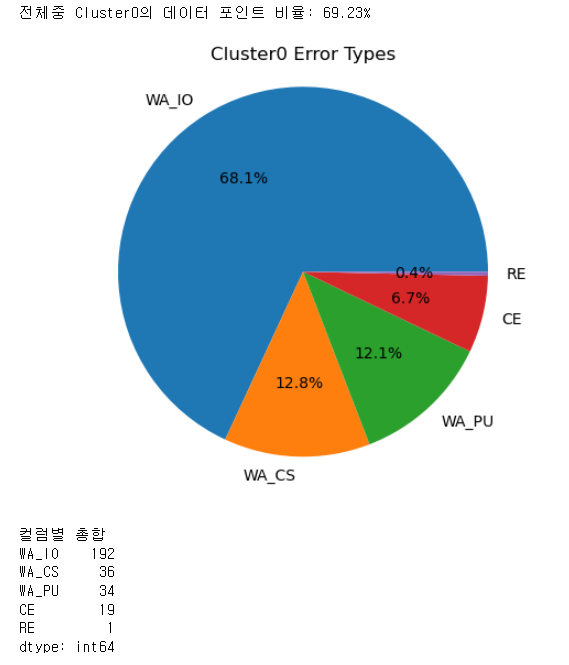 전체중 Cluster0의 데이터 포인트 비율: 69.23%
Cluster0 Error Types
WA_IO
68.1%
0.4%
RE
6.7%
CE
12.1%
12.8%
WA_PU
WA_CS
컬럼별 총합
WA_IO 192
WA_CS 36
WA_PU 34
CE 19
RE 1
dtype: int64